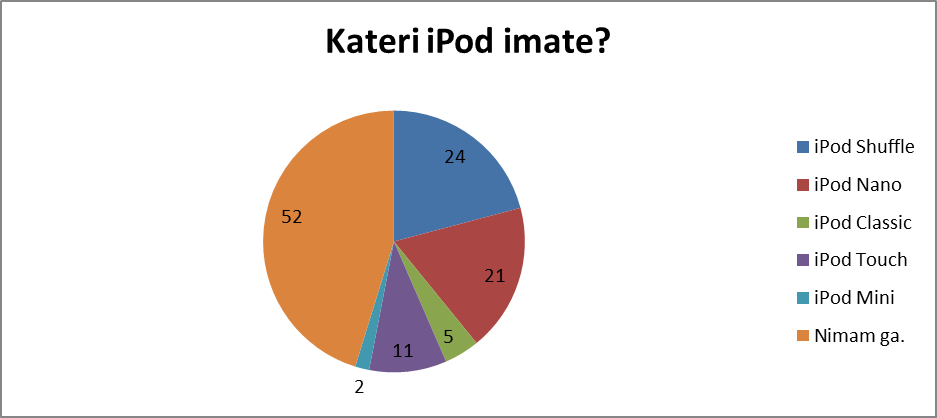 Kateri iPod imate?
24
21
5
11
2
52
iPod Shuffle
iPod Nano
iPod Classic
iPod Touch
iPod Mini
Nimam ga.